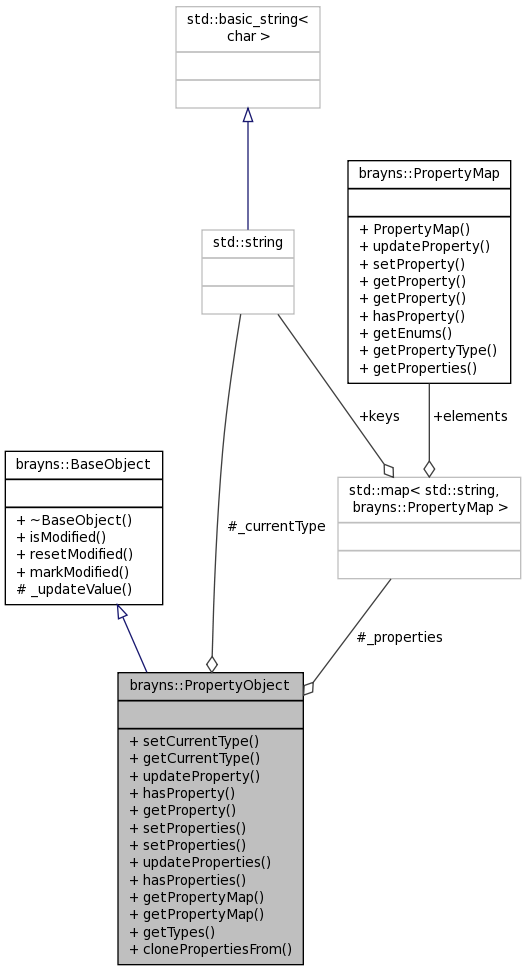 std::basic_string<
char >
brayns::PropertyMap
+ PropertyMap()
+ updateProperty()
+ setProperty()
+ getProperty()
+ getProperty()
+ hasProperty()
+ getEnums()
+ getPropertyType()
+ getProperties()
std::string
+keys
+elements
brayns::BaseObject
+ ~BaseObject()
+ isModified()
+ resetModified()
+ markModified()
# _updateValue()
std::map< std::string,
brayns::PropertyMap >
#_currentType
#_properties
brayns::PropertyObject
+ setCurrentType()
+ getCurrentType()
+ updateProperty()
+ hasProperty()
+ getProperty()
+ setProperties()
+ setProperties()
+ updateProperties()
+ hasProperties()
+ getPropertyMap()
+ getPropertyMap()
+ getTypes()
+ clonePropertiesFrom()